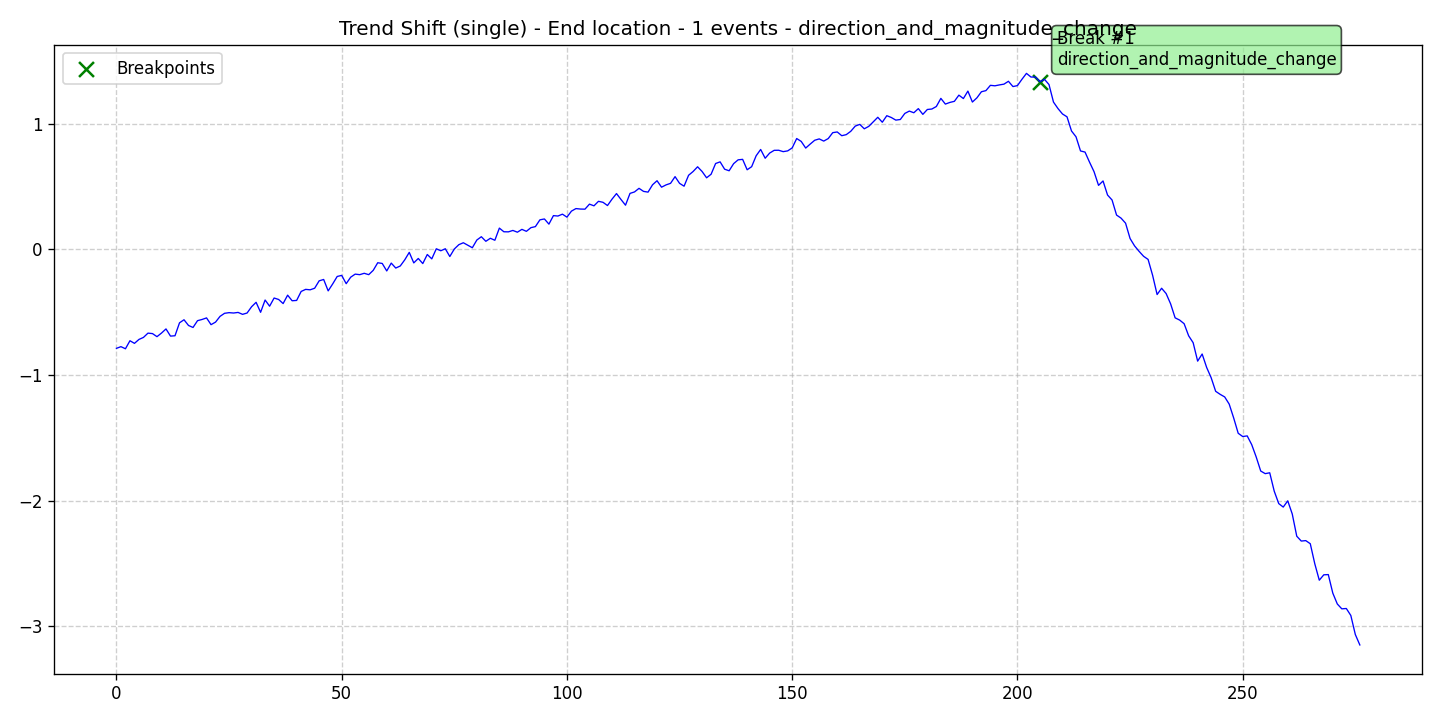 Trend Shift (single) - End location - 1 events - direction_and_magnitude_change
Breakpoints
Break #1
direction_and_magnitude_change
1
0
−1
−2
−3
0
50
100
150
200
250